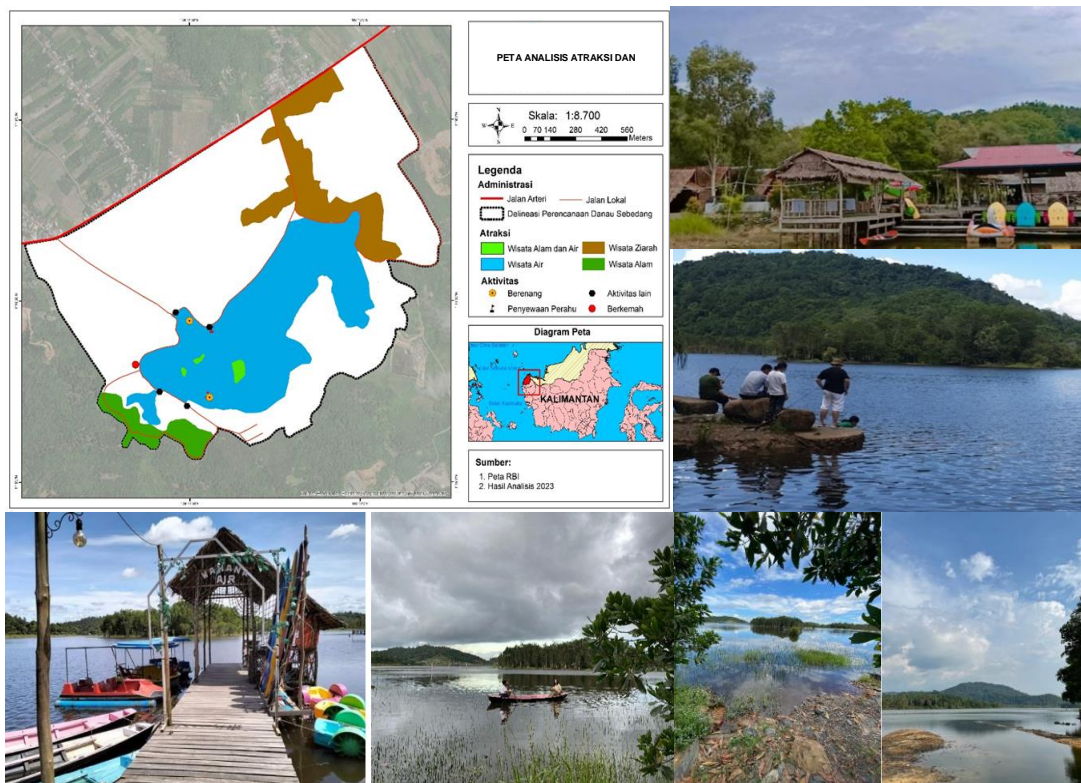 PETA ANALISIS ATRAKSI DAN
Skala: 1:8.700
N
W E
S
0 70 140 280 420 560
Meters
Legenda
Administrasi
Jalan Arteri
Jalan Lokal
Delineasi Perencanaan Danau Sebedang
Atraksi
Wisata Alam dan Air
Wisata Ziarah
Wisata Air
Wisata Alam
Aktivitas
Berenang
Aktivitas lain
Penyewaan Perahu
Berkemah
Diagram Peta
KALIMANTAN
Sumber:
1. Peta RBI
2. Hasil Analisis 2023
AIR